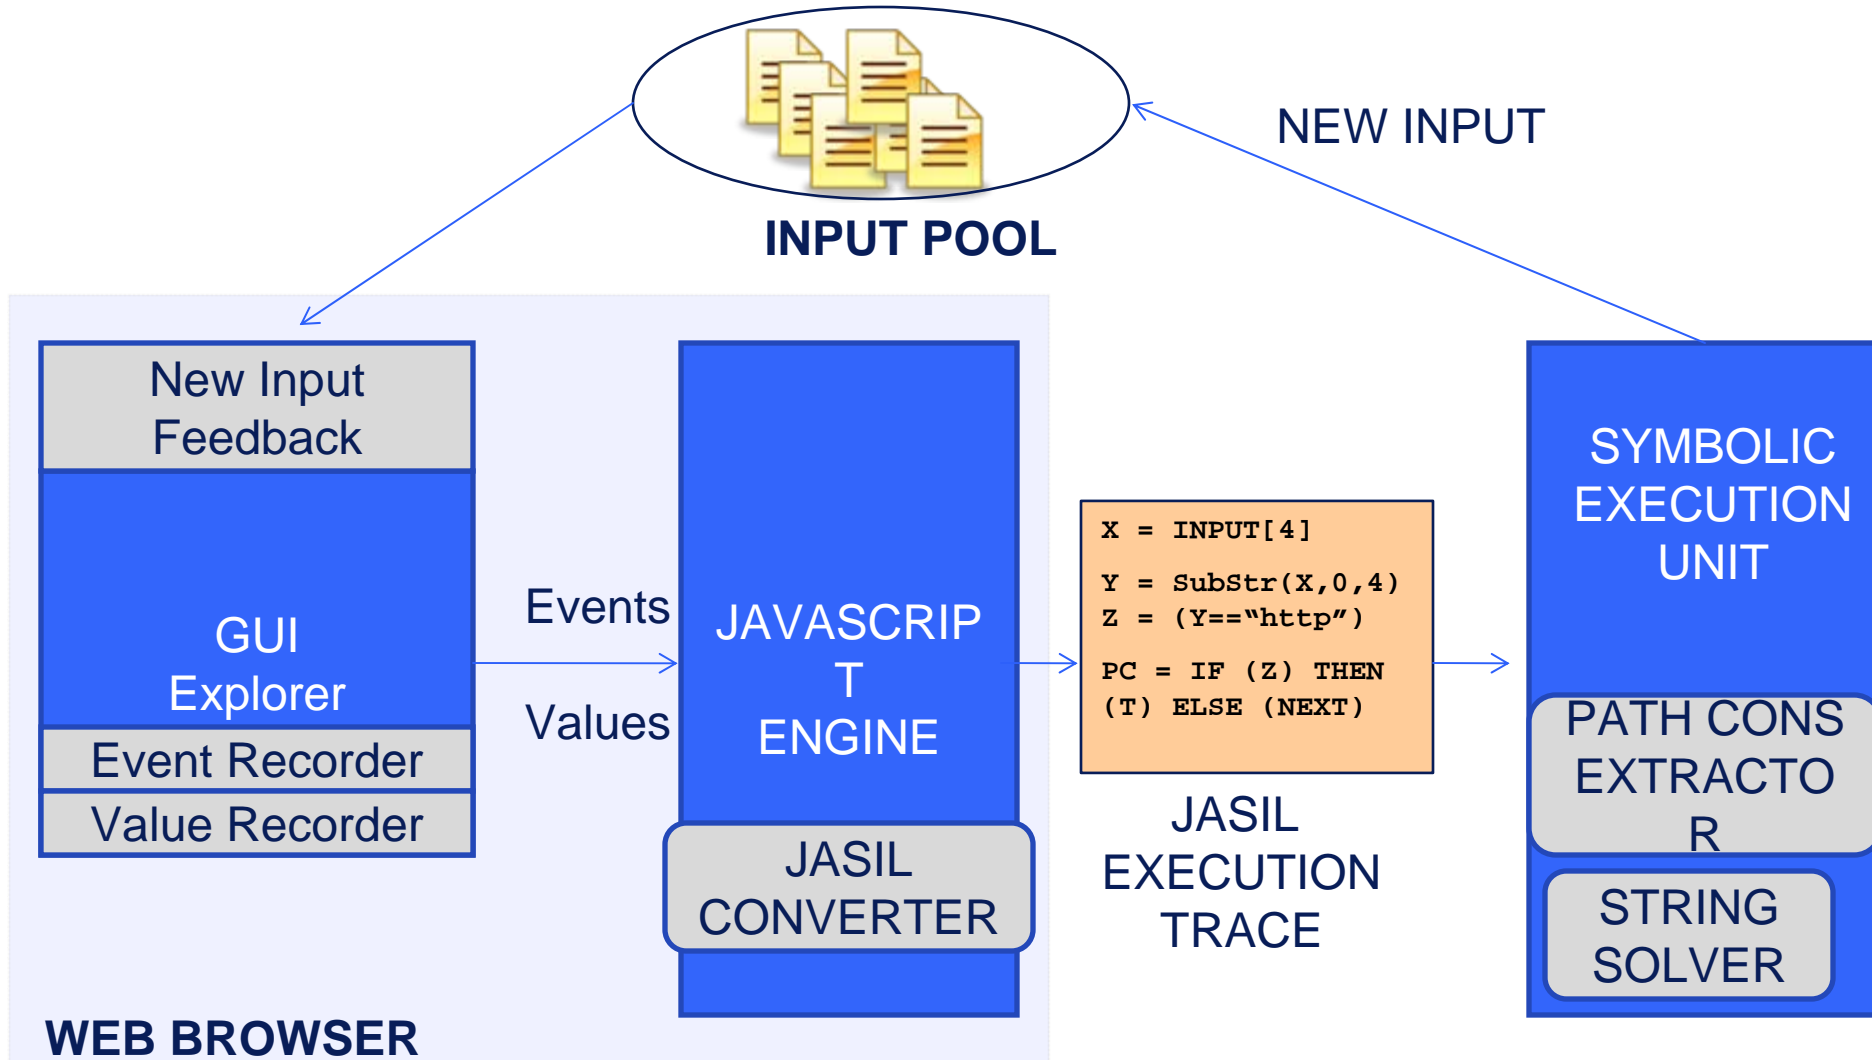 NEW INPUT
INPUT POOL
New Input
Feedback
GUI
Explorer
Event Recorder
Value Recorder
Events
Values
JAVASCRIP
T
ENGINE
JASIL
CONVERTER
WEB BROWSER
X = INPUT[4]
Y = SubStr(X,0,4)
Z = (Y==“http”)
PC = IF (Z) THEN
(T) ELSE (NEXT)
JASIL
EXECUTION
TRACE
SYMBOLIC
EXECUTION
UNIT
PATH CONS
EXTRACTO
R
STRING
SOLVER